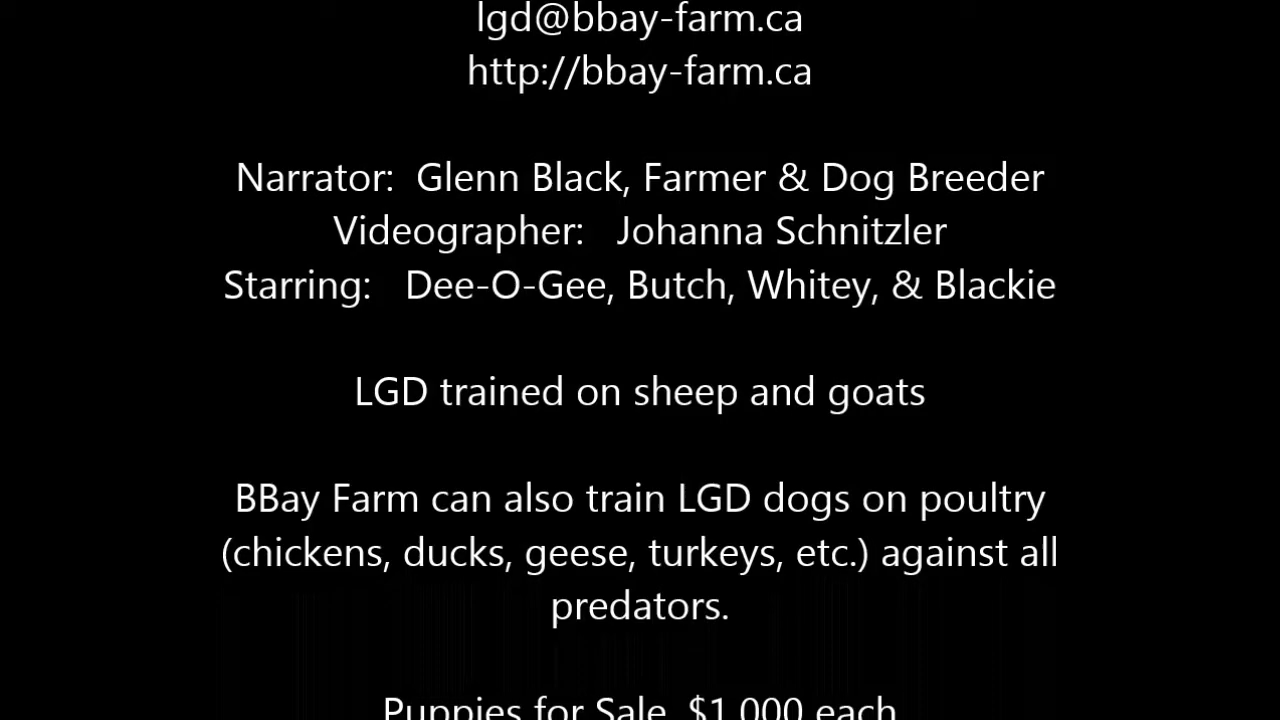 lgd@bbay-farm.ca
http://bbay-farm.ca
Narrator:  Glenn Black, Farmer & Dog Breeder
Videographer:   Johanna Schnitzler
Starring:   Dee-O-Gee, Butch, Whitey, & Blackie
LGD trained on sheep and goats
BBay Farm can also train LGD dogs on poultry
(chickens, ducks, geese, turkeys, etc.) against all
predators.
Puppies for Sale, $1,000 each